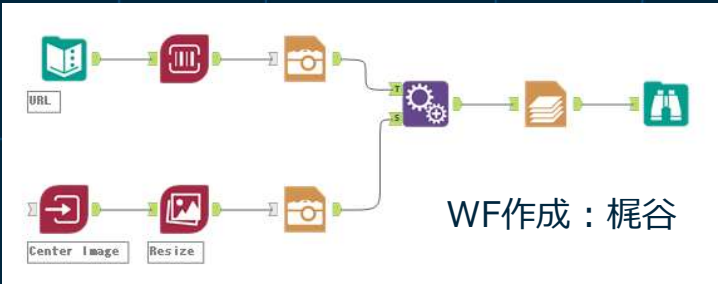 URL
T
S
Center Image
Resize
WF作成：梶谷